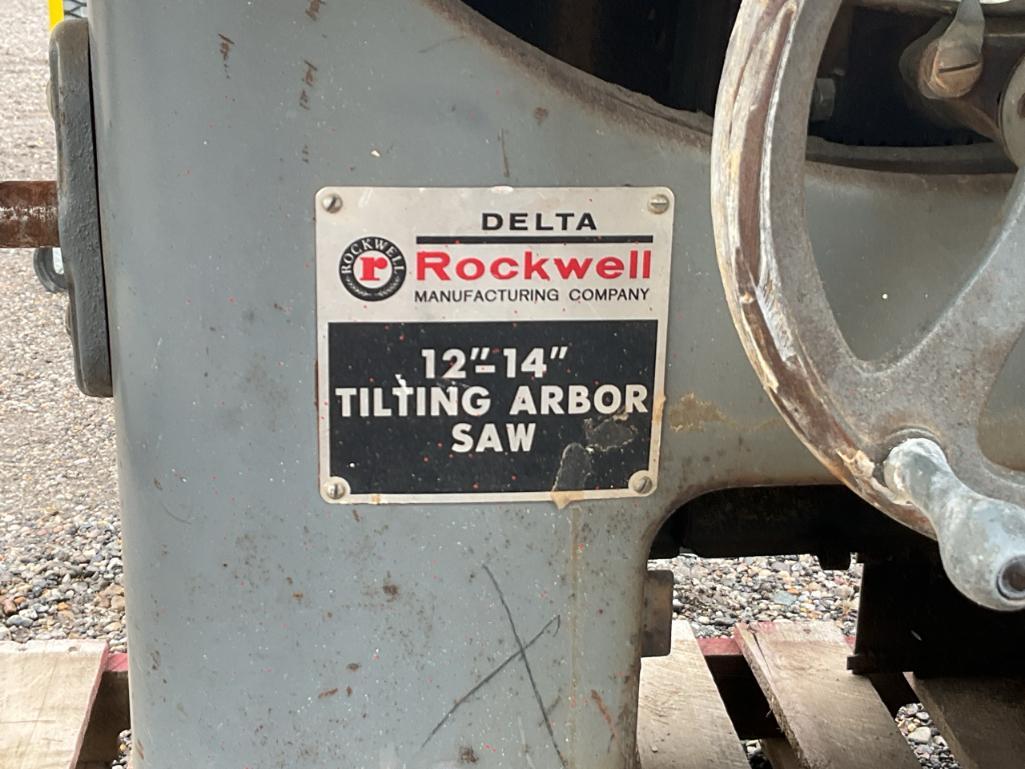 DELTA
ROCKWELL
r
Rockwell
MANUFACTURING COMPANY
12"-14"
TILTING ARBOR
SAW